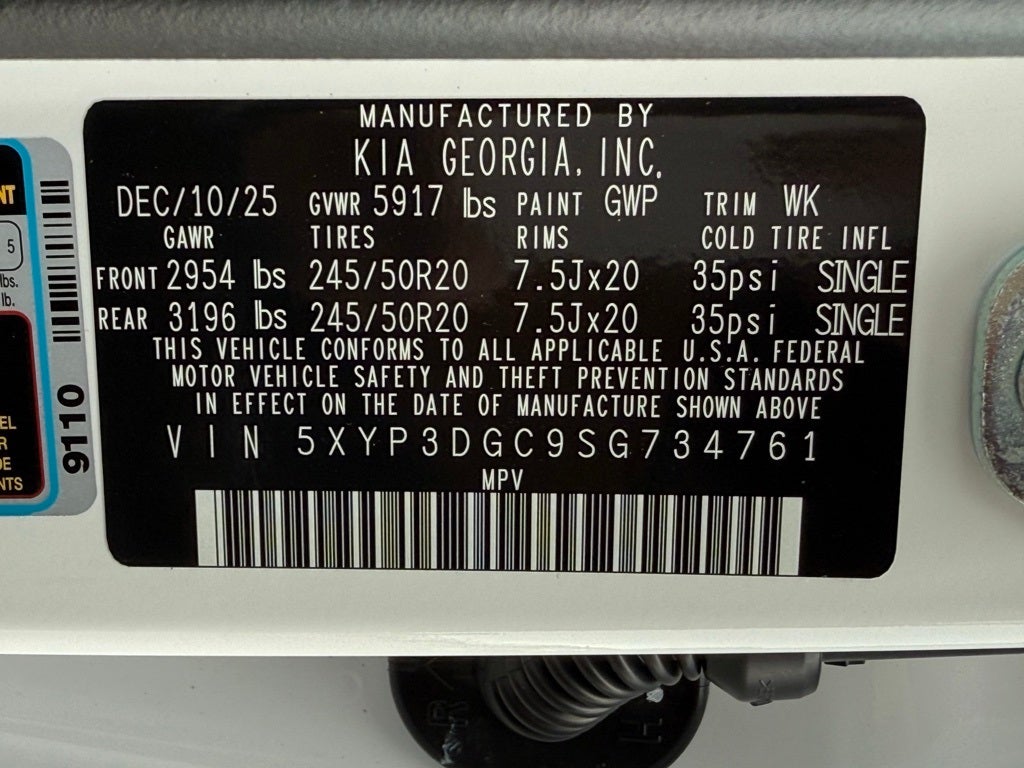 MANUFACTURED BY
KIA GEORGIA, INC.
DEC/10/25 GVWR 5917 lbs PAINT GWP TRIM WK
GAWR TIRES RIMS COLD TIRE INFL
FRONT 2954 lbs 245/50R20 7.5Jx20 35psi SINGLE
REAR 3196 lbs 245/50R20 7.5Jx20 35psi SINGLE
THIS VEHICLE CONFORMS TO ALL APPLICABLE U.S.A. FEDERAL
MOTOR VEHICLE SAFETY AND THEFT PREVENTION STANDARDS
IN EFFECT ON THE DATE OF MANUFACTURE SHOWN ABOVE
VIN 5XYP3DGC9SG734761
MPV
5
lbs.
lb.
9110